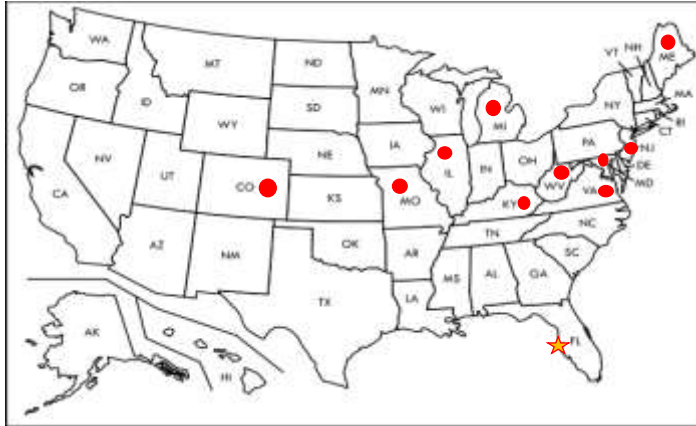 WA
MT
ND
MN
VT
NH
ME
OR
ID
SD
WI
MI
NY
MA
RI
CT
WY
IA
PA
NJ
NE
OH
DE
MD
NV
UT
CO
IL
IN
WV
VA
CA
KS
MO
KY
NC
TN
AZ
NM
OK
AR
SC
MS
AL
GA
TX
LA
FL
AK
HI